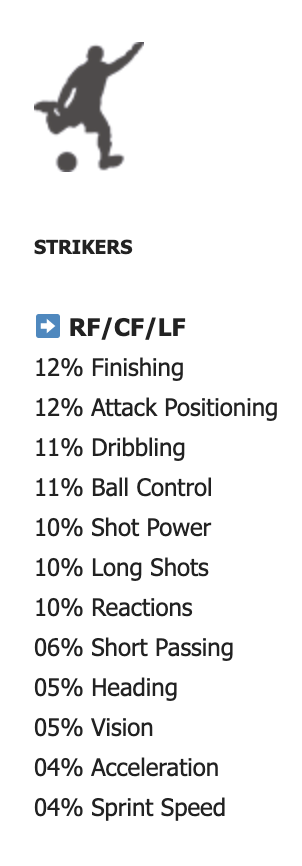 STRIKERS
➡ RF/CF/LF
12% Finishing
12% Attack Positioning
11% Dribbling
11% Ball Control
10% Shot Power
10% Long Shots
10% Reactions
06% Short Passing
05% Heading
05% Vision
04% Acceleration
04% Sprint Speed